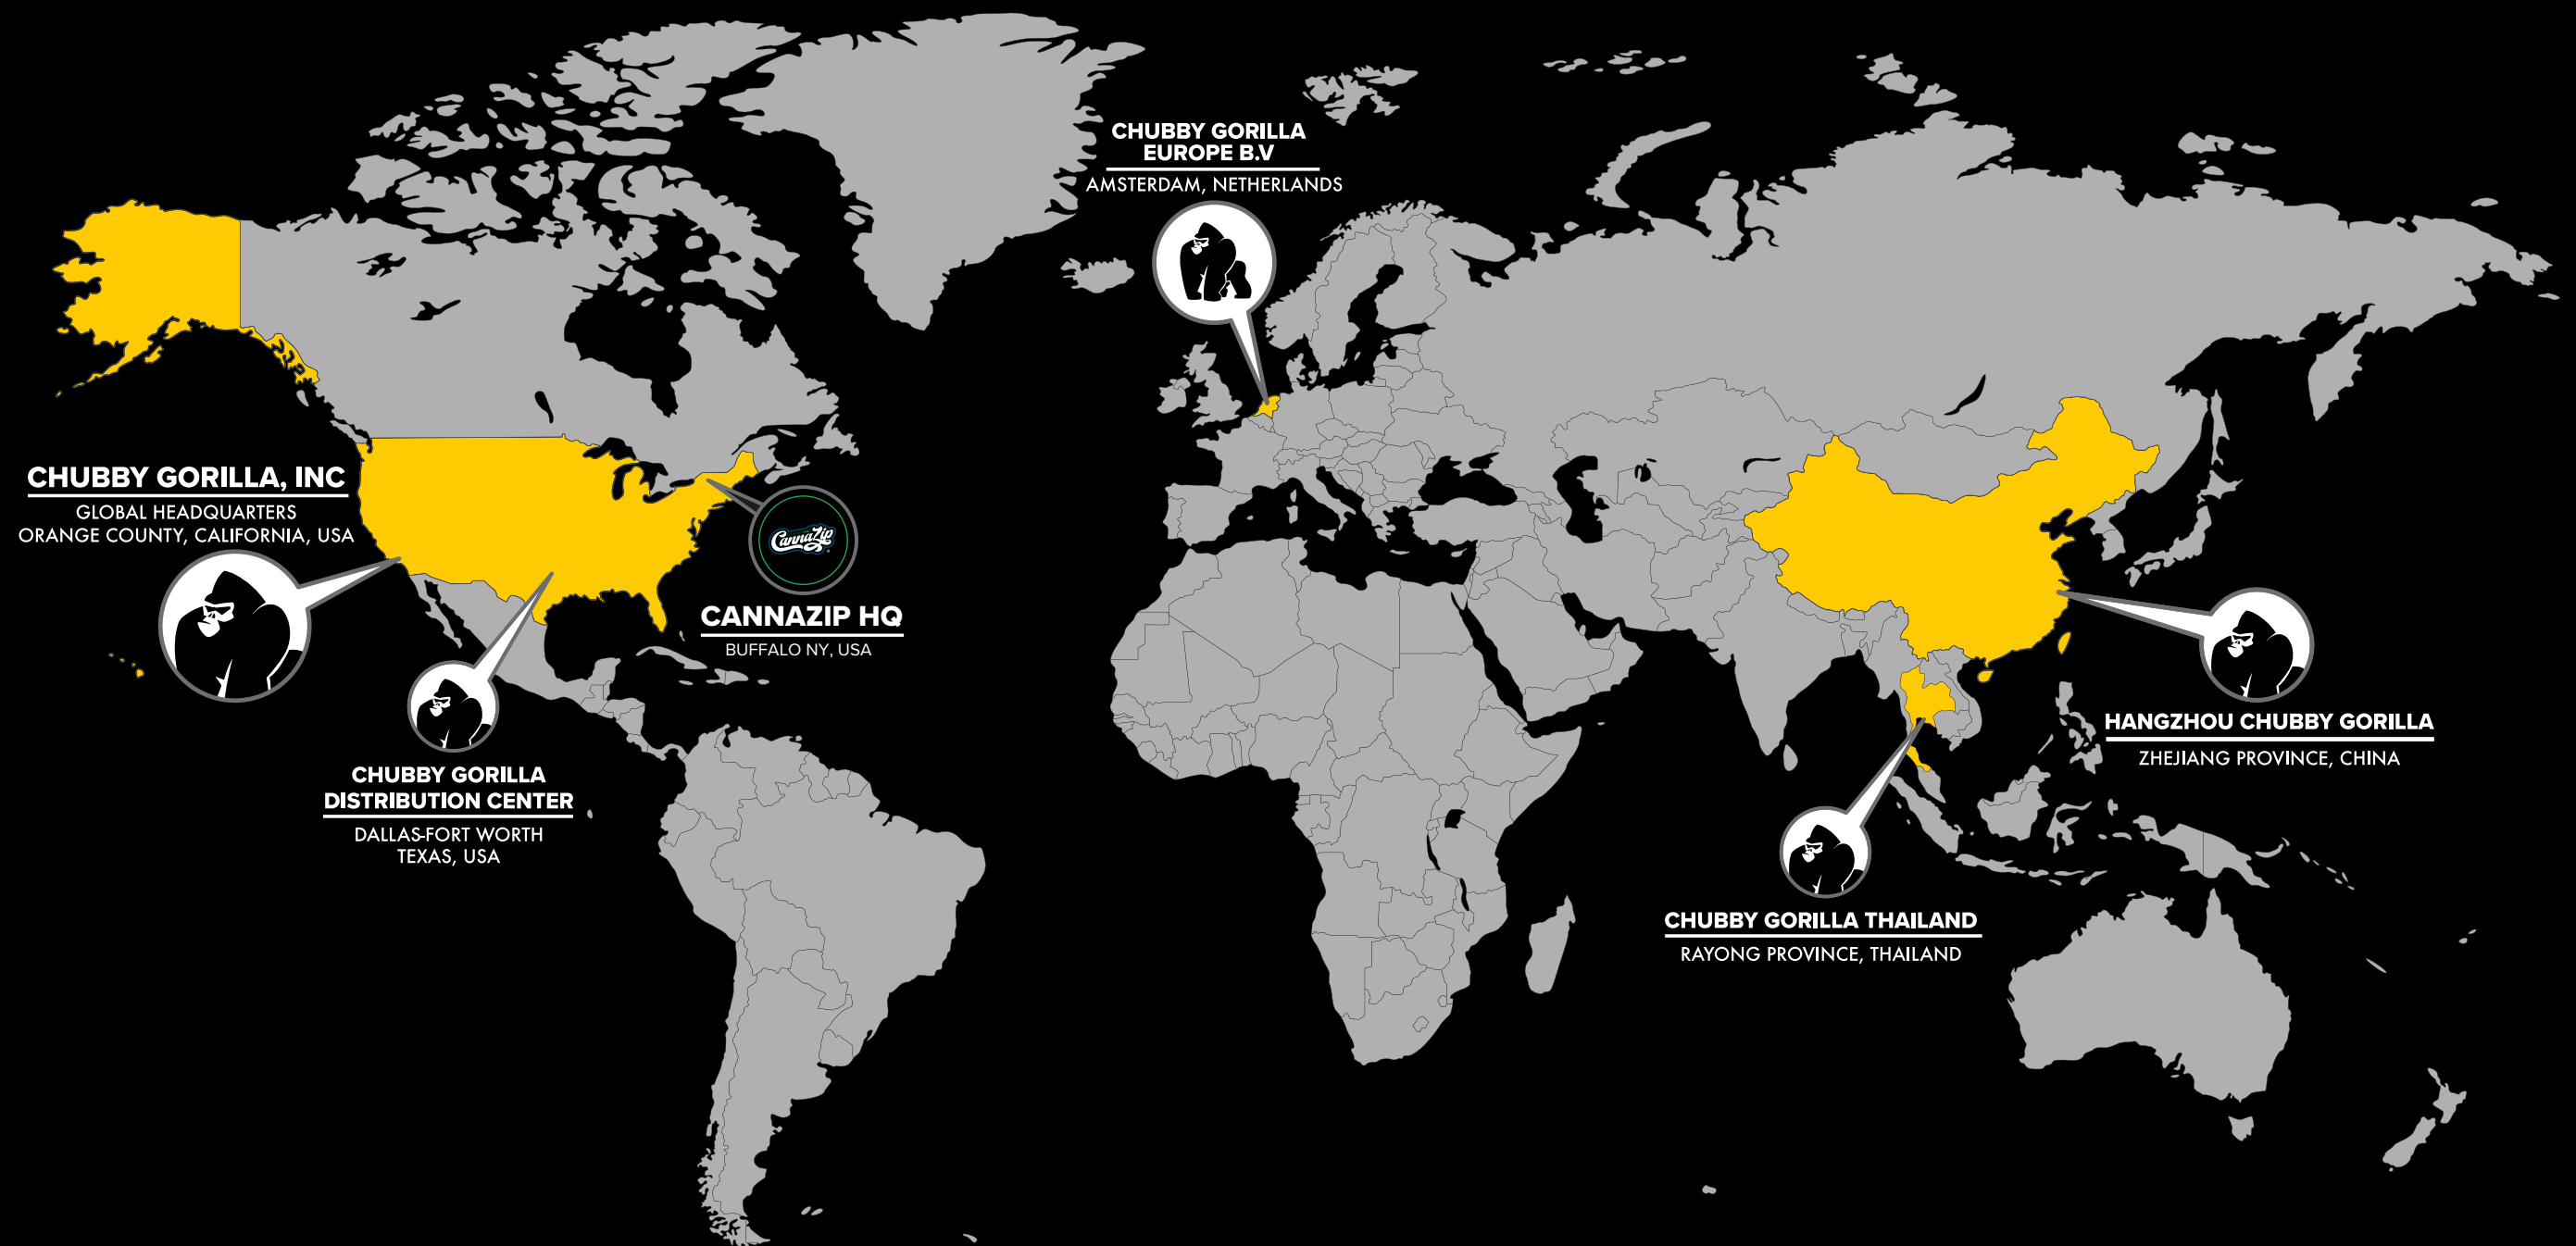 CHUBBY GORILLA
EUROPE B.V
AMSTERDAM, NETHERLANDS
CHUBBY GORILLA, INC
GLOBAL HEADQUARTERS
ORANGE COUNTY, CALIFORNIA, USA
CannaZip
CANNAZIP HQ
BUFFALO NY, USA
CHUBBY GORILLA
DISTRIBUTION CENTER
DALLAS-FORT WORTH
TEXAS, USA
HANGZHOU CHUBBY GORILLA
ZHEJIANG PROVINCE, CHINA
CHUBBY GORILLA THAILAND
RAYONG PROVINCE, THAILAND